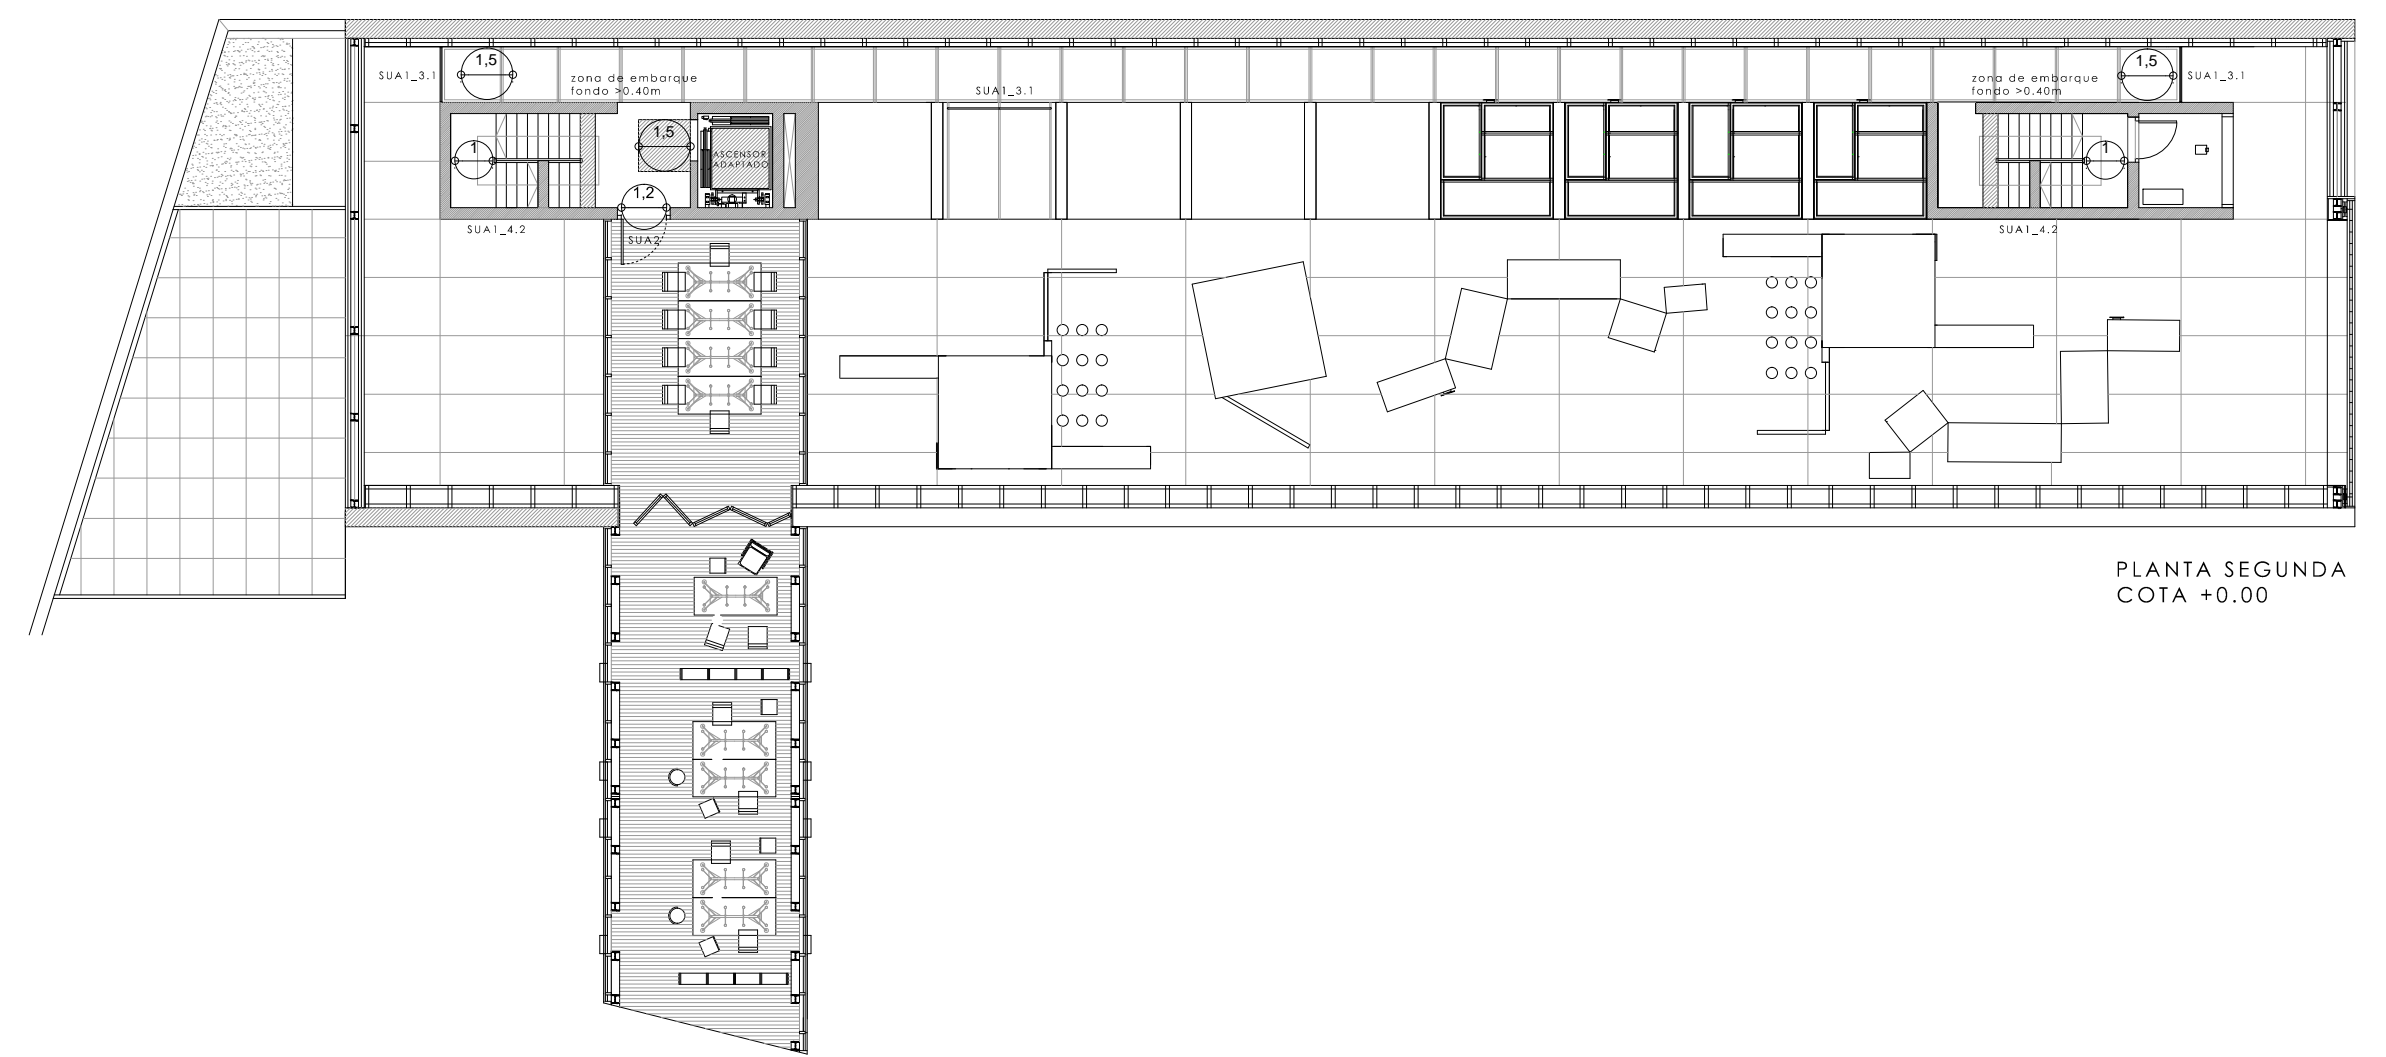 1,5
1,5
SUA1_3.1
zona de embarque
fondo >0.40m
SUA1_3.1
zona de embarque
fondo >0.40m
SUA1_3.1
1
1,5
ASCENSOR
ADAPTADO
1
1,2
SUA1_4.2
SUA2
SUA1_4.2
PLANTA SEGUNDA
COTA +0.00